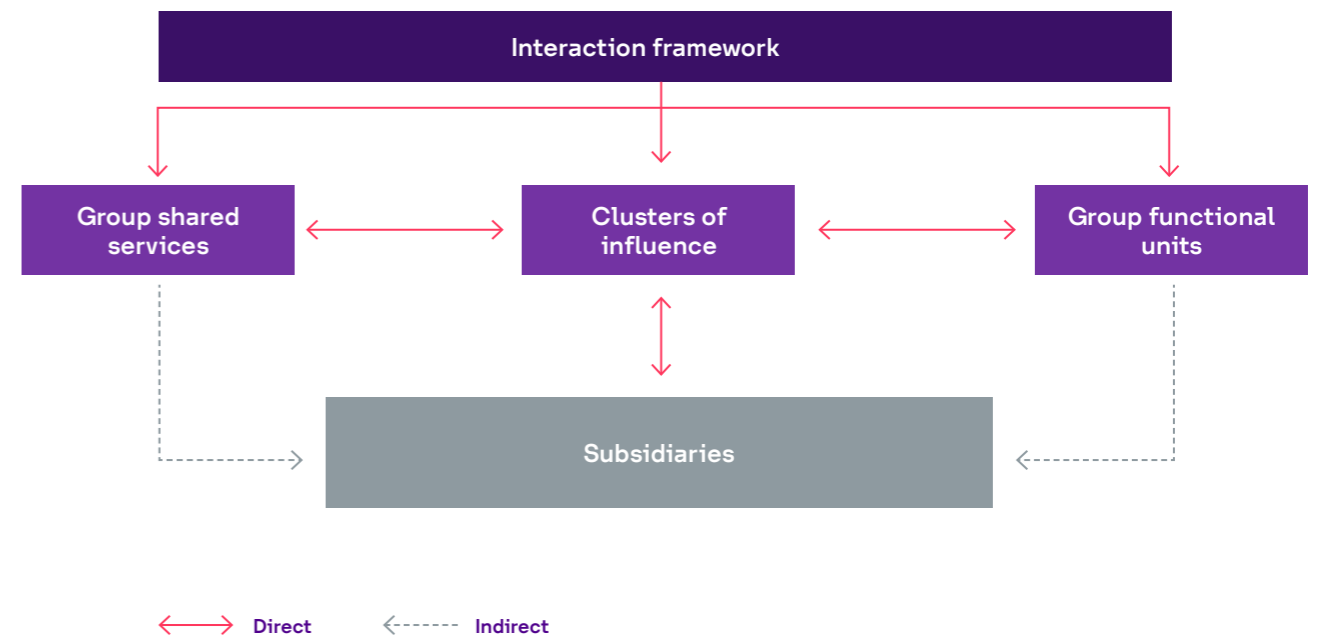 Interaction framework
Group shared
services
Clusters of
influence
Group functional
units
Subsidiaries
Direct
Indirect